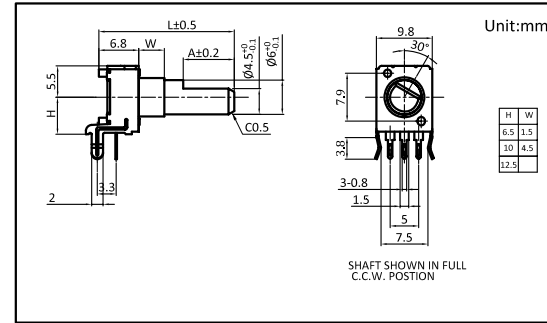 Unit:mm
L±0.5
6.8
W
A±0.2
5.5
H
Ø4.5+0-0.1
Ø6+0-0.1
C0.5
3.3
2
9.8
30°
7.9
3.8
3-0.8
1.5
5
7.5
H W
6.5 1.5
10 4.5
12.5
SHAFT SHOWN IN FULL
C.C.W. POSTION